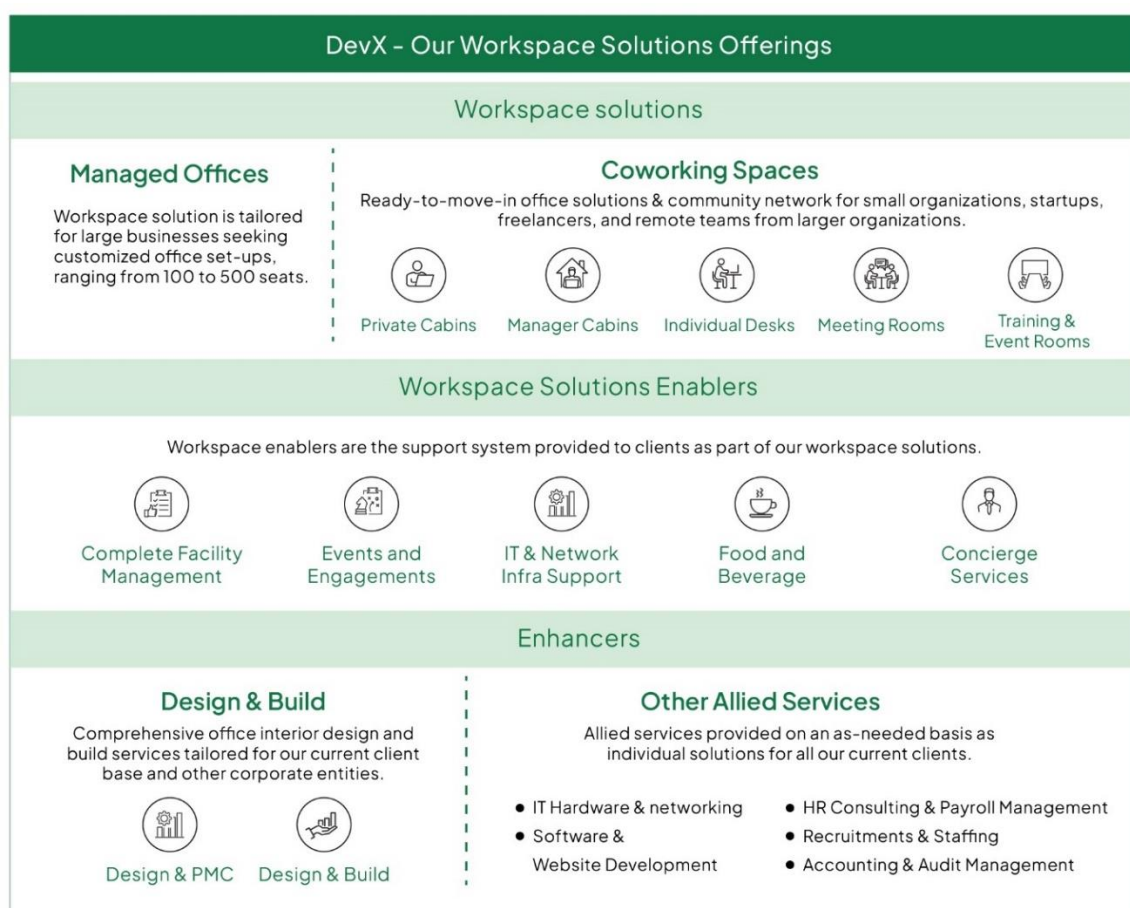 DevX - Our Workspace Solutions Offerings
Workspace solutions
Managed Offices
Workspace solution is tailored
for large businesses seeking
customized office set-ups,
ranging from 100 to 500 seats.
Coworking Spaces
Ready-to-move-in office solutions & community network for small organizations, startups,
freelancers, and remote teams from larger organizations.
Private Cabins
Manager Cabins
Individual Desks
Meeting Rooms
Training &
Event Rooms
Workspace Solutions Enablers
Workspace enablers are the support system provided to clients as part of our workspace solutions.
Complete Facility
Management
Events and
Engagements
IT & Network
Infra Support
Food and
Beverage
Concierge
Services
Enhancers
Design & Build
Comprehensive office interior design and
build services tailored for our current client
base and other corporate entities.
Design & PMC
Design & Build
Other Allied Services
Allied services provided on an as-needed basis as
individual solutions for all our current clients.
• IT Hardware & networking
• Software &
Website Development
• HR Consulting & Payroll Management
• Recruitments & Staffing
• Accounting & Audit Management